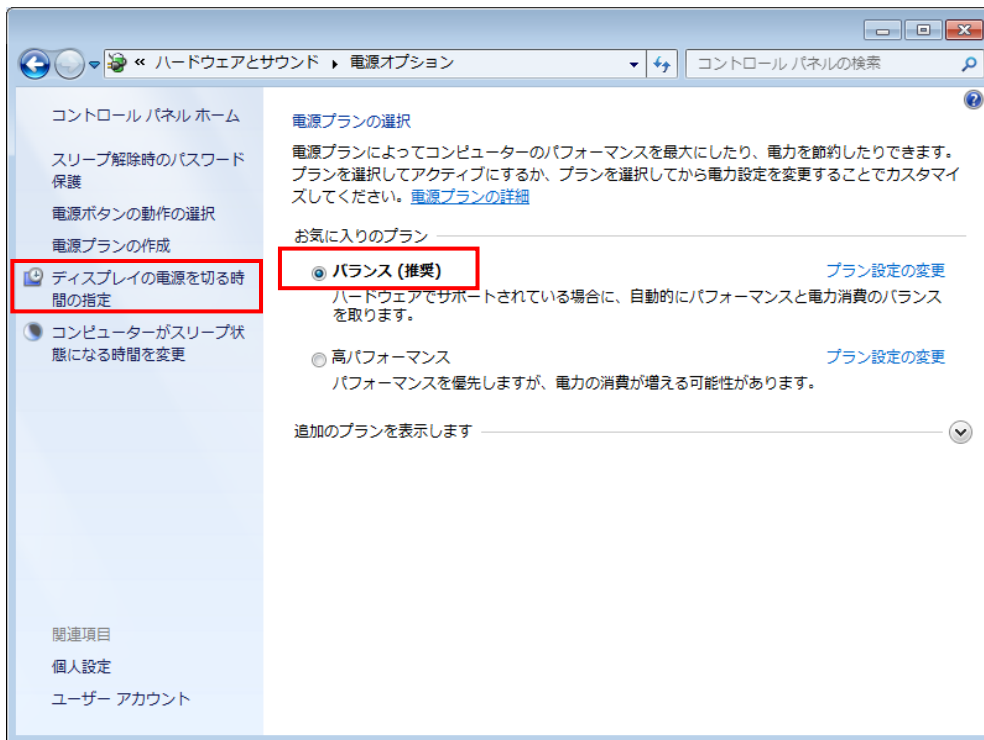 « ハードウェアとサウンド ▸ 電源オプション
コントロール パネルの検索
コントロール パネル ホーム
スリープ解除時のパスワード
保護
電源ボタンの動作の選択
電源プランの作成
ディスプレイの電源を切る時
間の指定
コンピューターがスリープ状
態になる時間を変更
関連項目
個人設定
ユーザー アカウント
電源プランの選択
電源プランによってコンピューターのパフォーマンスを最大にしたり、電力を節約したりできます。
プランを選択してアクティブにするか、プランを選択してから電力設定を変更することでカスタマイ
ズしてください。電源プランの詳細
お気に入りのプラン
バランス (推奨) プラン設定の変更
ハードウェアでサポートされている場合に、自動的にパフォーマンスと電力消費のバランス
を取ります。
高パフォーマンス プラン設定の変更
パフォーマンスを優先しますが、電力の消費が増える可能性があります。
追加のプランを表示します